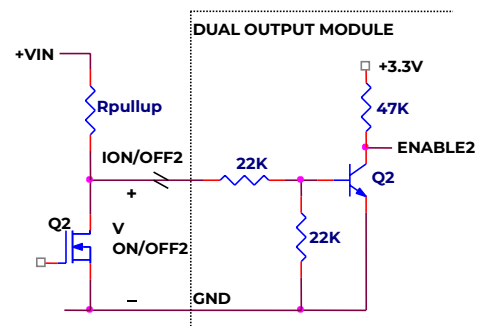 DUAL OUTPUT MODULE
+VIN
+3.3V
Rpullup
47K
ION/OFF2
22K
ENABLE2
+
Q2
Q2
V
ON/OFF2
22K
–
GND